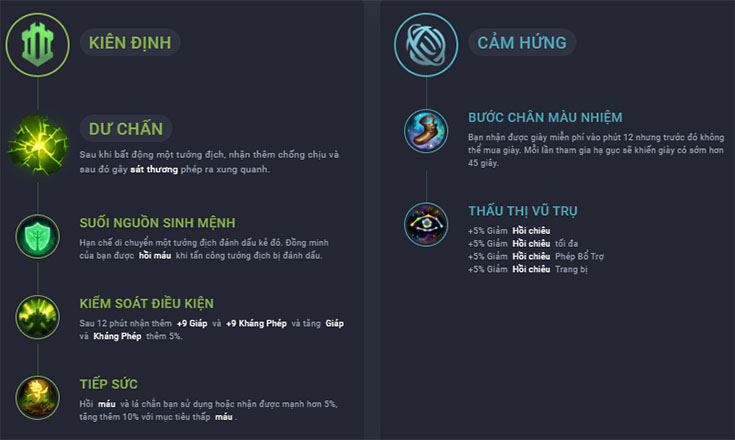 KIÊN ĐỊNH
DƯ CHẤN
Sau khi bất động một tướng địch, nhận thêm chống chịu và
sau đó gây sát thương phép ra xung quanh.
SUỐI NGUỒN SINH MỆNH
Hạn chế di chuyển một tướng địch đánh dấu kẻ đó. Đồng minh
của bạn được hồi máu khi tấn công tướng địch bị đánh dấu.
KIỂM SOÁT ĐIỀU KIỆN
Sau 12 phút nhận thêm +9 Giáp và +9 Kháng Phép và tăng Giáp
và Kháng Phép thêm 5%.
TIẾP SỨC
Hồi máu và lá chắn bạn sử dụng hoặc nhận được mạnh hơn 5%,
tăng thêm 10% với mục tiêu thấp máu .
CẢM HỨNG
BƯỚC CHÂN MÀU NHIỆM
Bạn nhận được giày miễn phí vào phút 12 nhưng trước đó không
thể mua giày. Mỗi lần tham gia hạ gục sẽ khiến giày có sớm hơn
45 giây.
THẤU THỊ VŨ TRỤ
+5% Giảm Hồi chiêu
+5% Giảm Hồi chiêu tối đa
+5% Giảm Hồi chiêu Phép Bổ Trợ
+5% Giảm Hồi chiêu Trang bị